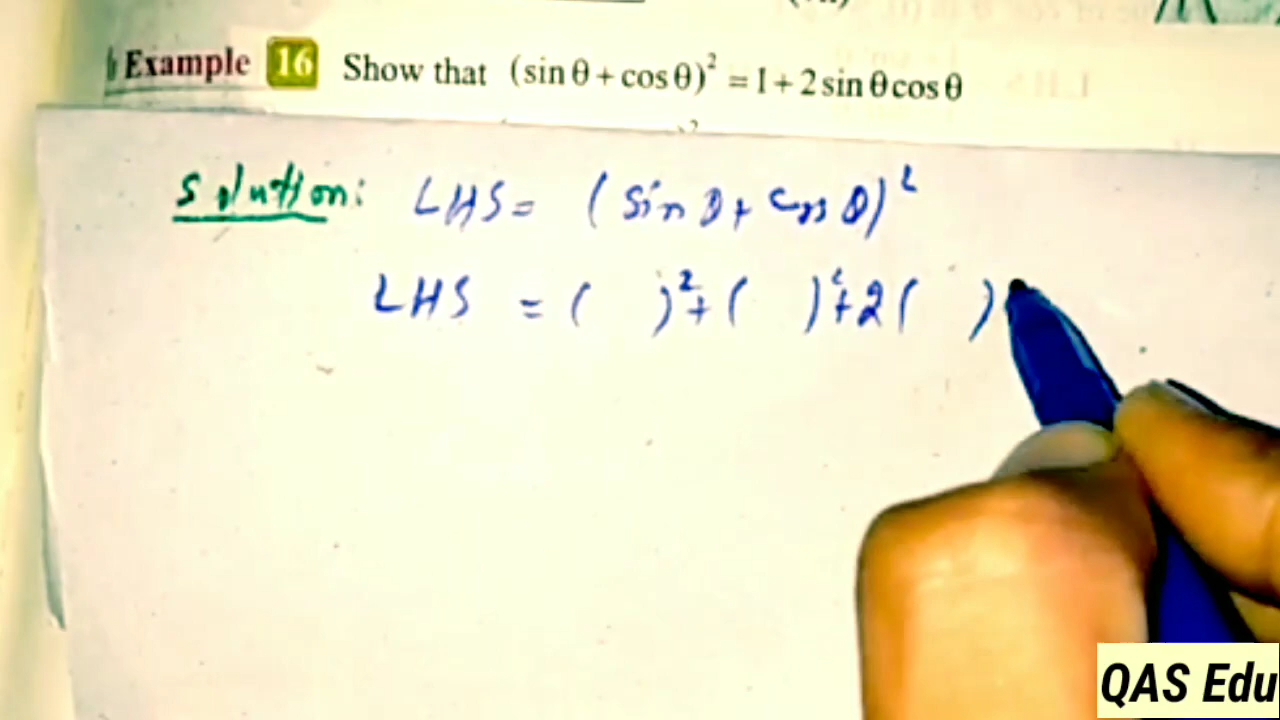 Example 16 Show that (sin θ + cos θ)² = 1 + 2 sin θ cos θ
Solution: LHS = (sin θ + cos θ)²
LHS = ( )² + ( )² + 2 ( )
QAS Edu